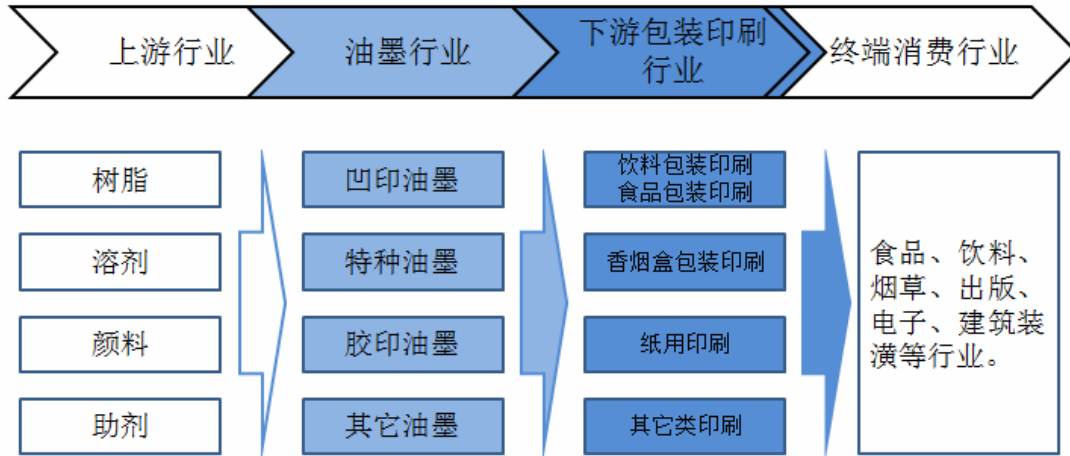 上游行业
油墨行业
下游包装印刷
行业
终端消费行业
树脂
溶剂
颜料
助剂
凹印油墨
特种油墨
胶印油墨
其它油墨
饮料包装印刷
食品包装印刷
香烟盒包装印刷
纸用印刷
其它类印刷
食品、饮料、
烟草、出版、
电子、建筑装
潢等行业。